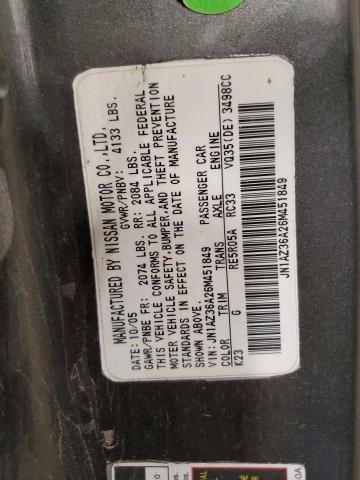 MANUFACTURED BY NISSAN MOTOR CO.,LTD.
GVWR/PNBV: 4133 LBS.
DATE: 10/05
GAWR/PNBE FR: 2074 LBS. RR: 2084 LBS.
THIS VEHICLE CONFORMS TO ALL APPLICABLE FEDERAL
MOTOR VEHICLE SAFETY,BUMPER,AND THEFT PREVENTION
STANDARDS IN EFFECT ON THE DATE OF MANUFACTURE
SHOWN ABOVE.
VIN:JN1AZ36A26M451849 PASSENGER CAR
COLOR TRIM TRANS AXLE ENGINE
K23 G RE5R05A RC33 VQ35(DE) 3498CC
JN1AZ36A26M451849